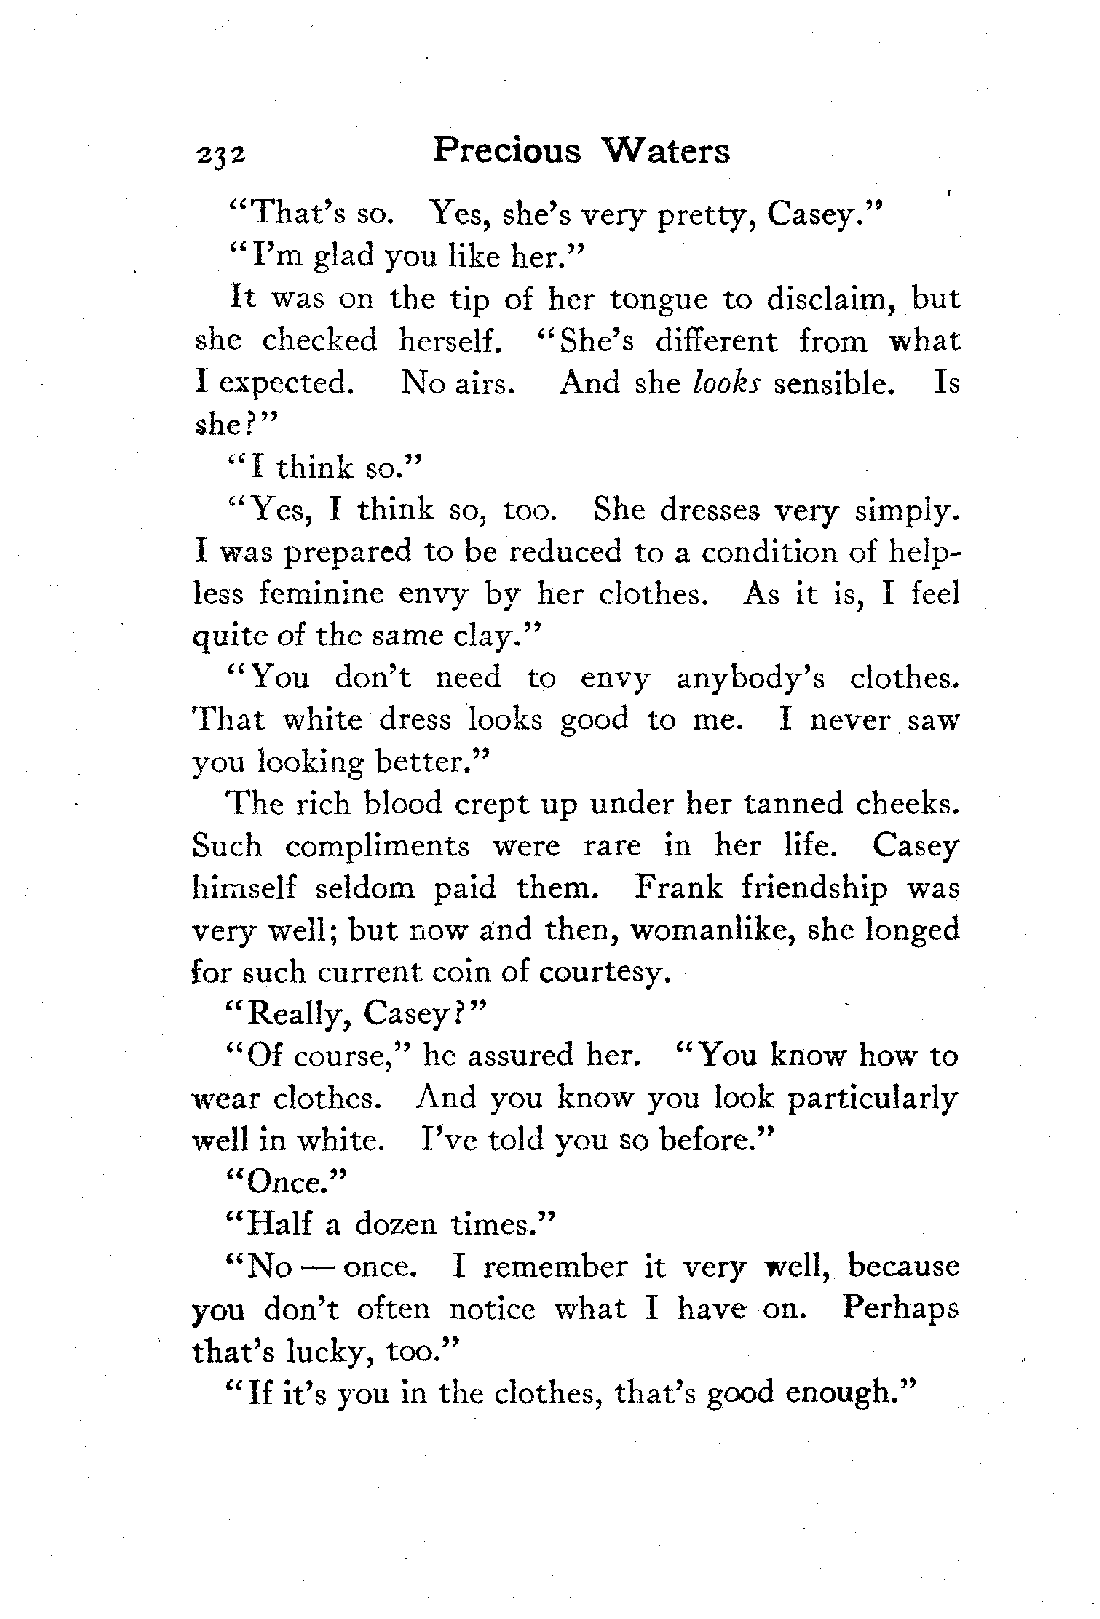 232 Precious Waters
“That’s so. Yes, she’s very pretty, Casey.”
“I’m glad you like her.”
It was on the tip of her tongue to disclaim, but
she checked herself. “She’s different from what
I expected. No airs. And she looks sensible. Is
she?”
“I think so.”
“Yes, I think so, too. She dresses very simply.
I was prepared to be reduced to a condition of help-
less feminine envy by her clothes. As it is, I feel
quite of the same clay.”
“You don’t need to envy anybody’s clothes.
That white dress looks good to me. I never saw
you looking better.”
The rich blood crept up under her tanned cheeks.
Such compliments were rare in her life. Casey
himself seldom paid them. Frank friendship was
very well; but now and then, womanlike, she longed
for such current coin of courtesy.
“Really, Casey?”
“Of course,” he assured her. “You know how to
wear clothes. And you know you look particularly
well in white. I’ve told you so before.”
“Once.”
“Half a dozen times.”
“No — once. I remember it very well, because
you don’t often notice what I have on. Perhaps
that’s lucky, too.”
“If it’s you in the clothes, that’s good enough.”